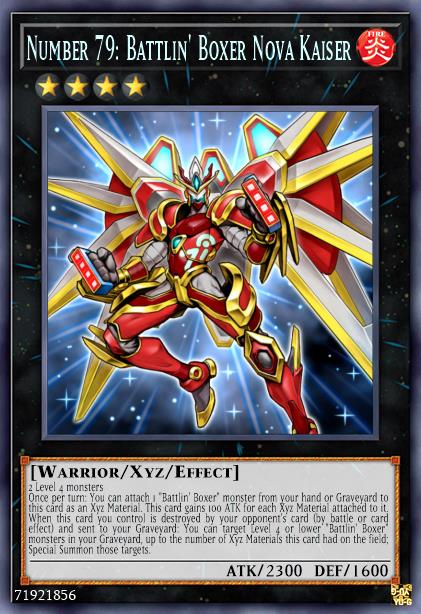 Number 79: Battlin' Boxer Nova Kaiser
FIRE
炎
79
[Warrior/Xyz/Effect]
2 Level 4 monsters
Once per turn: You can attach 1 "Battlin' Boxer" monster from your hand or Graveyard to
this card as an Xyz Material. This card gains 100 ATK for each Xyz Material attached to it.
When this card you control is destroyed by your opponent's card (by battle or card
effect) and sent to your Graveyard: You can target Level 4 or lower "Battlin' Boxer"
monsters in your Graveyard, up to the number of Xyz Materials this card had on the field;
Special Summon those targets.
ATK/2300 DEF/1600
71921856